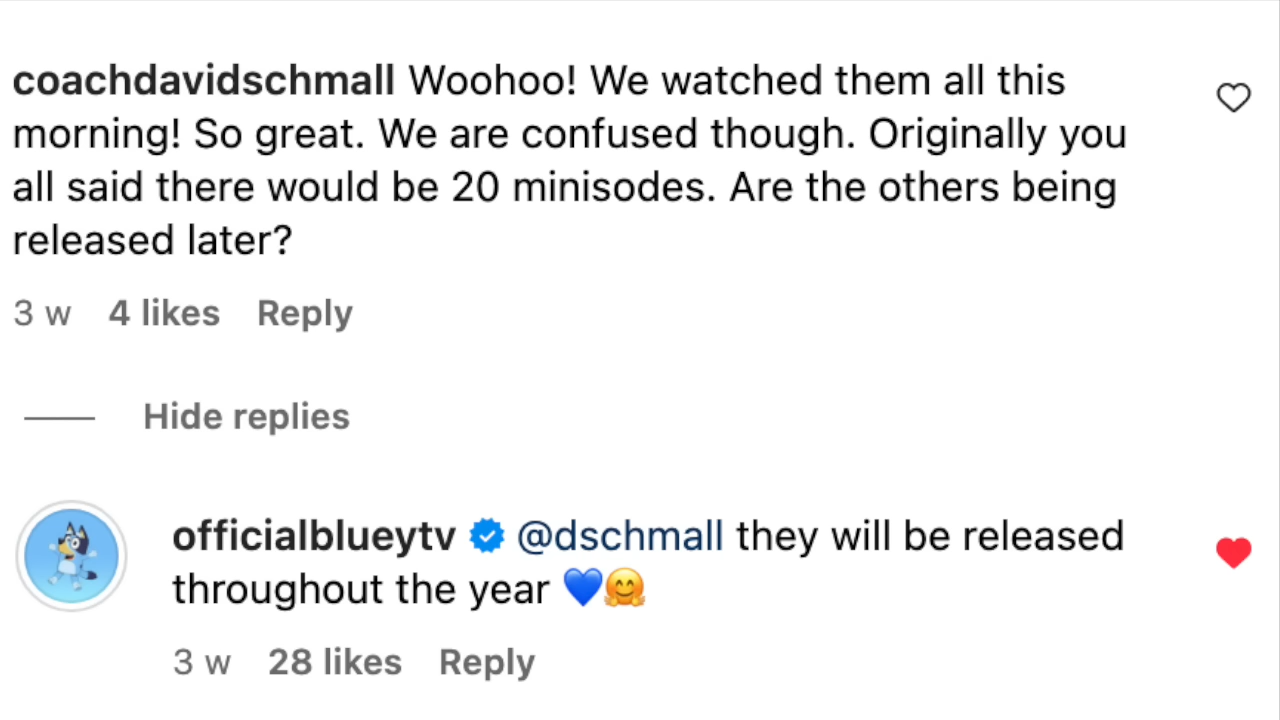 coachdavidschmall Woohoo! We watched them all this
morning! So great. We are confused though. Originally you
all said there would be 20 minisodes. Are the others being
released later?
3 w 4 likes Reply
Hide replies
officialblueytv @dschmall they will be released
throughout the year 💙🤗
3 w 28 likes Reply